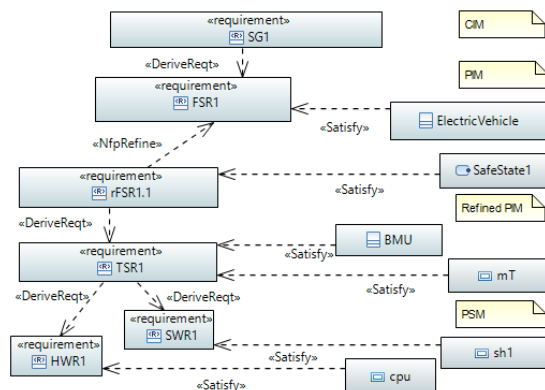 «requirement»
SG1
CIM
«DeriveReqt»
«requirement»
FSR1
PIM
ElectricVehicle
«Satisfy»
«NfpRefine»
«requirement»
rFSR1.1
SafeState1
«Satisfy»
Refined PIM
«DeriveReqt»
«requirement»
TSR1
BMU
«Satisfy»
mT
«Satisfy»
«DeriveReqt»
«DeriveReqt»
PSM
«requirement»
SWR1
«requirement»
HWR1
sh1
«Satisfy»
cpu
«Satisfy»